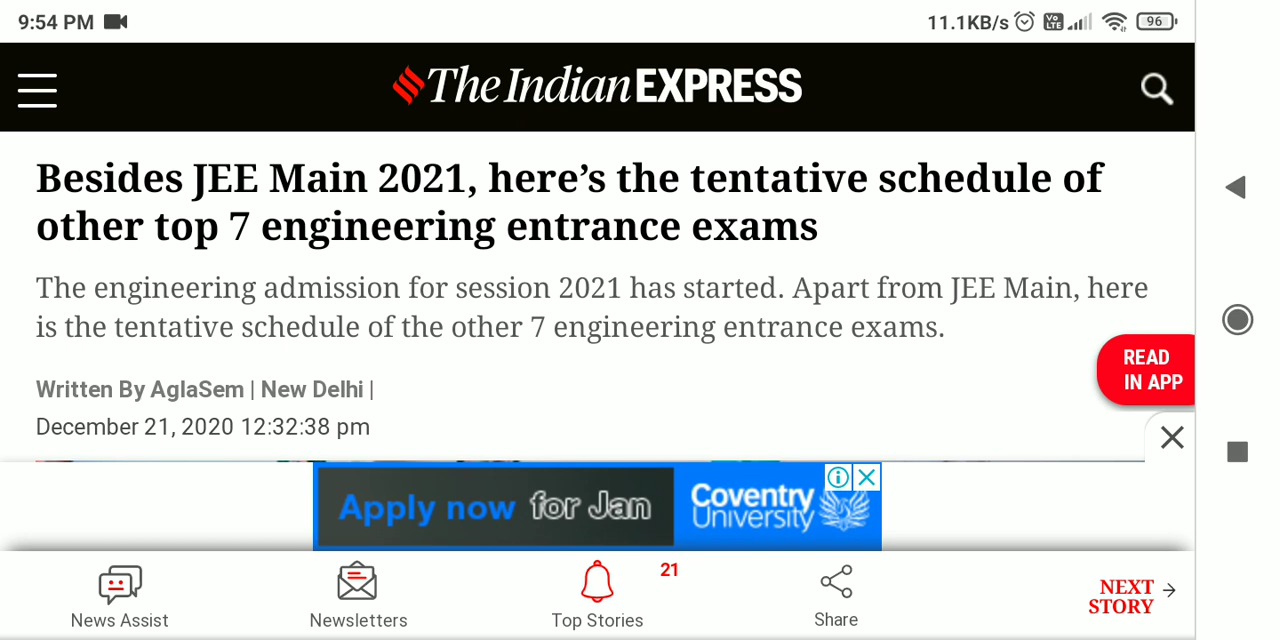 9:54 PM
11.1KB/s
Vo LTE
96
The Indian EXPRESS
Besides JEE Main 2021, here’s the tentative schedule of
other top 7 engineering entrance exams
The engineering admission for session 2021 has started. Apart from JEE Main, here
is the tentative schedule of the other 7 engineering entrance exams.
READ
IN APP
Written By AglaSem | New Delhi |
December 21, 2020 12:32:38 pm
Apply now for Jan
Coventry
University
21
News Assist
Newsletters
Top Stories
Share
NEXT
STORY